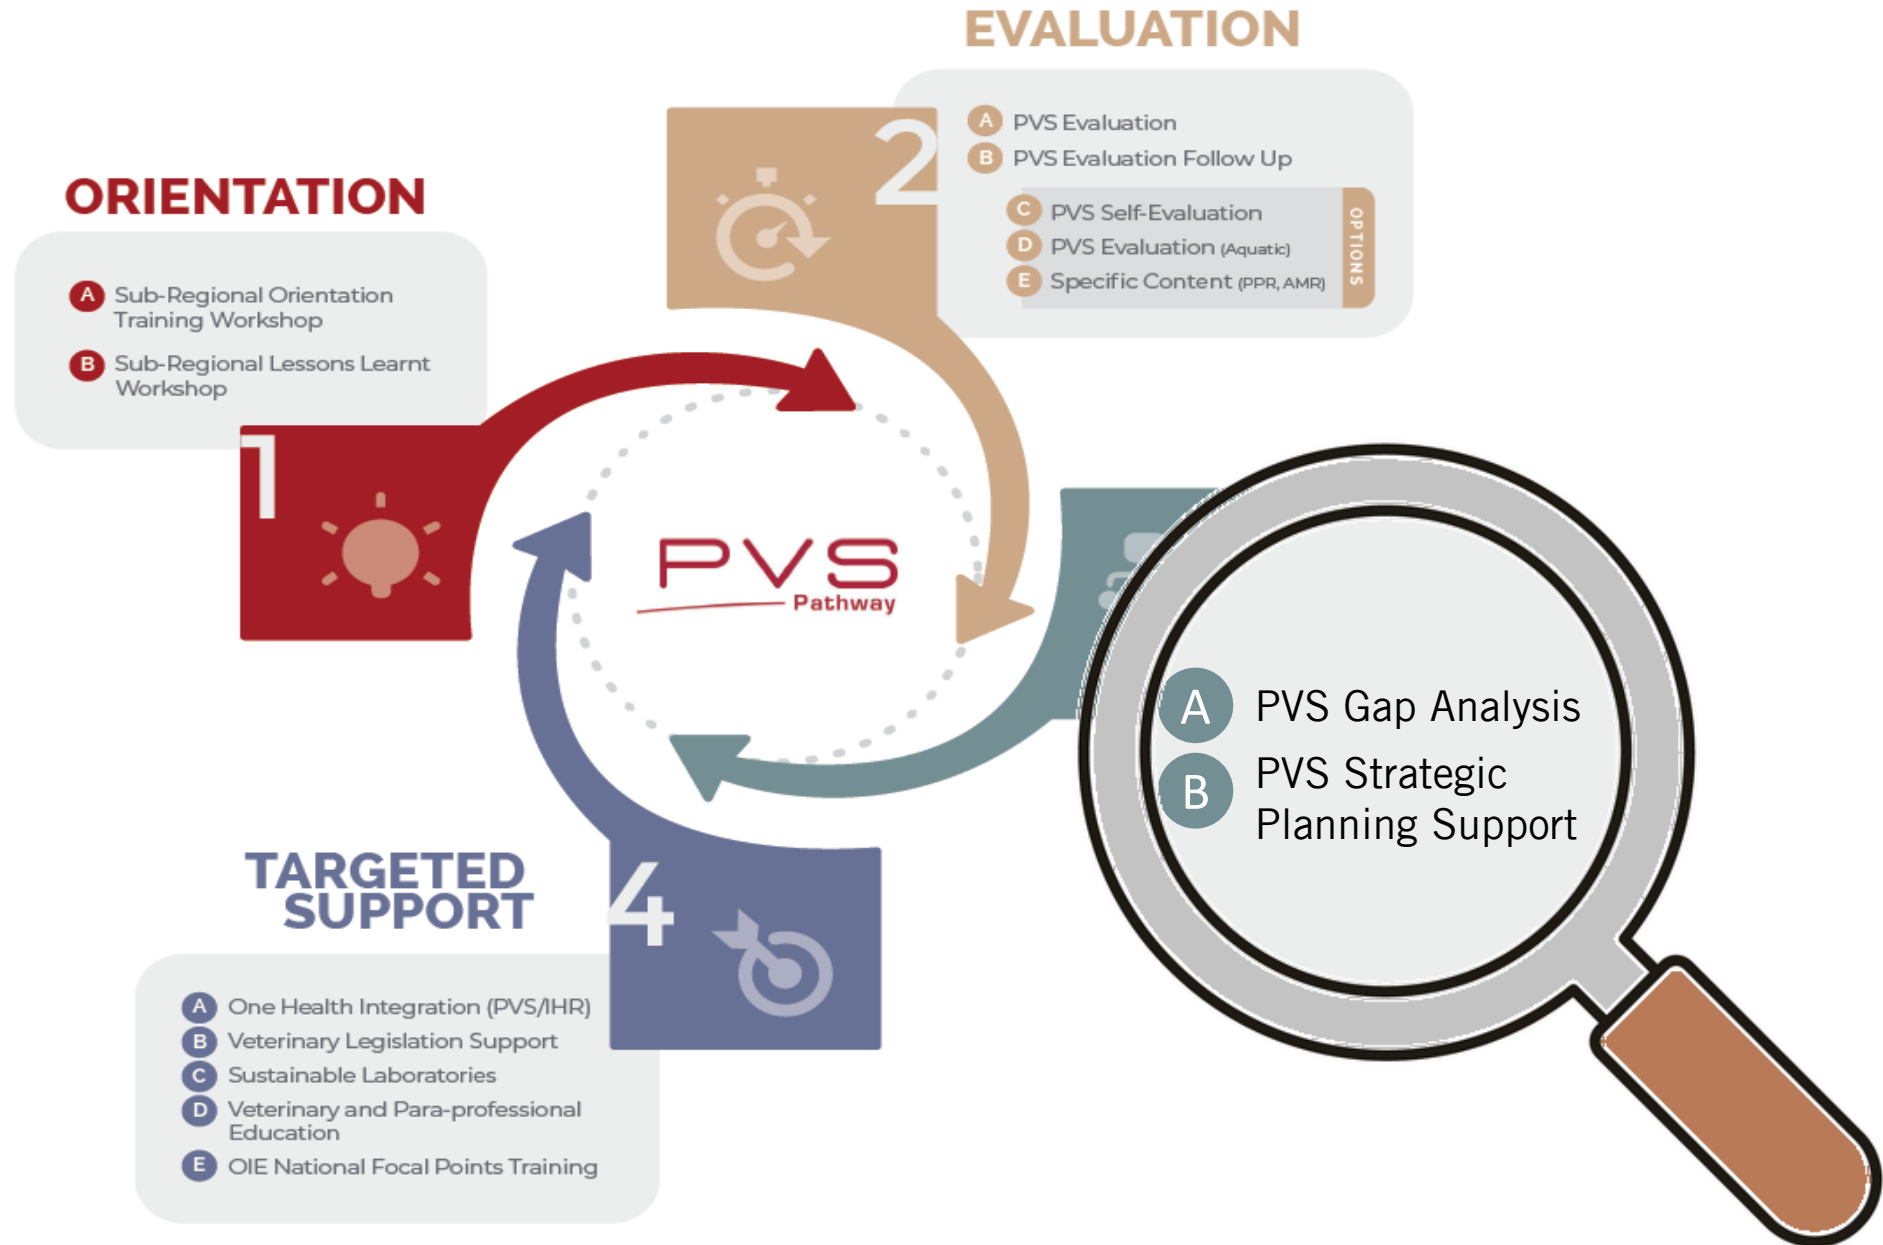 ORIENTATION
A Sub-Regional Orientation
Training Workshop
B Sub-Regional Lessons Learnt
Workshop
1
EVALUATION
2
A PVS Evaluation
B PVS Evaluation Follow Up
C PVS Self-Evaluation
D PVS Evaluation (Aquatic)
E Specific Content (PPR, AMR)
OPTIONS
PVS
Pathway
A PVS Gap Analysis
B PVS Strategic
Planning Support
TARGETED
SUPPORT
4
A One Health Integration (PVS/IHR)
B Veterinary Legislation Support
C Sustainable Laboratories
D Veterinary and Para-professional
Education
E OIE National Focal Points Training